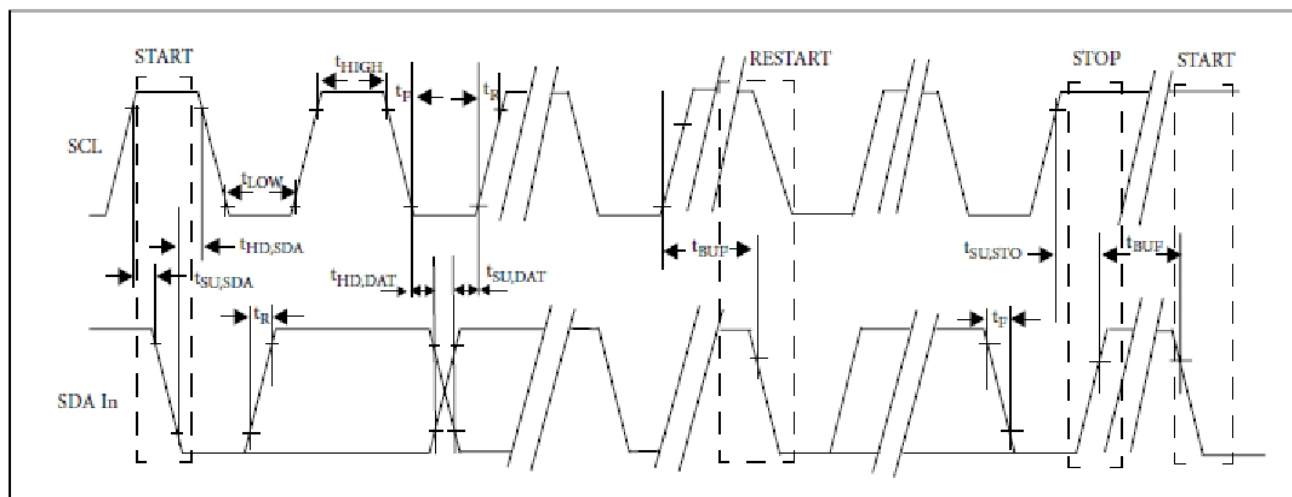 START RESTART STOP START
tHIGH
tF tR
SCL
tLOW
tHD,SDA
tSU,SDA
tHD,DAT
tSU,DAT
tBUF
tSU,STO
tBUF
tR
tF
SDA In